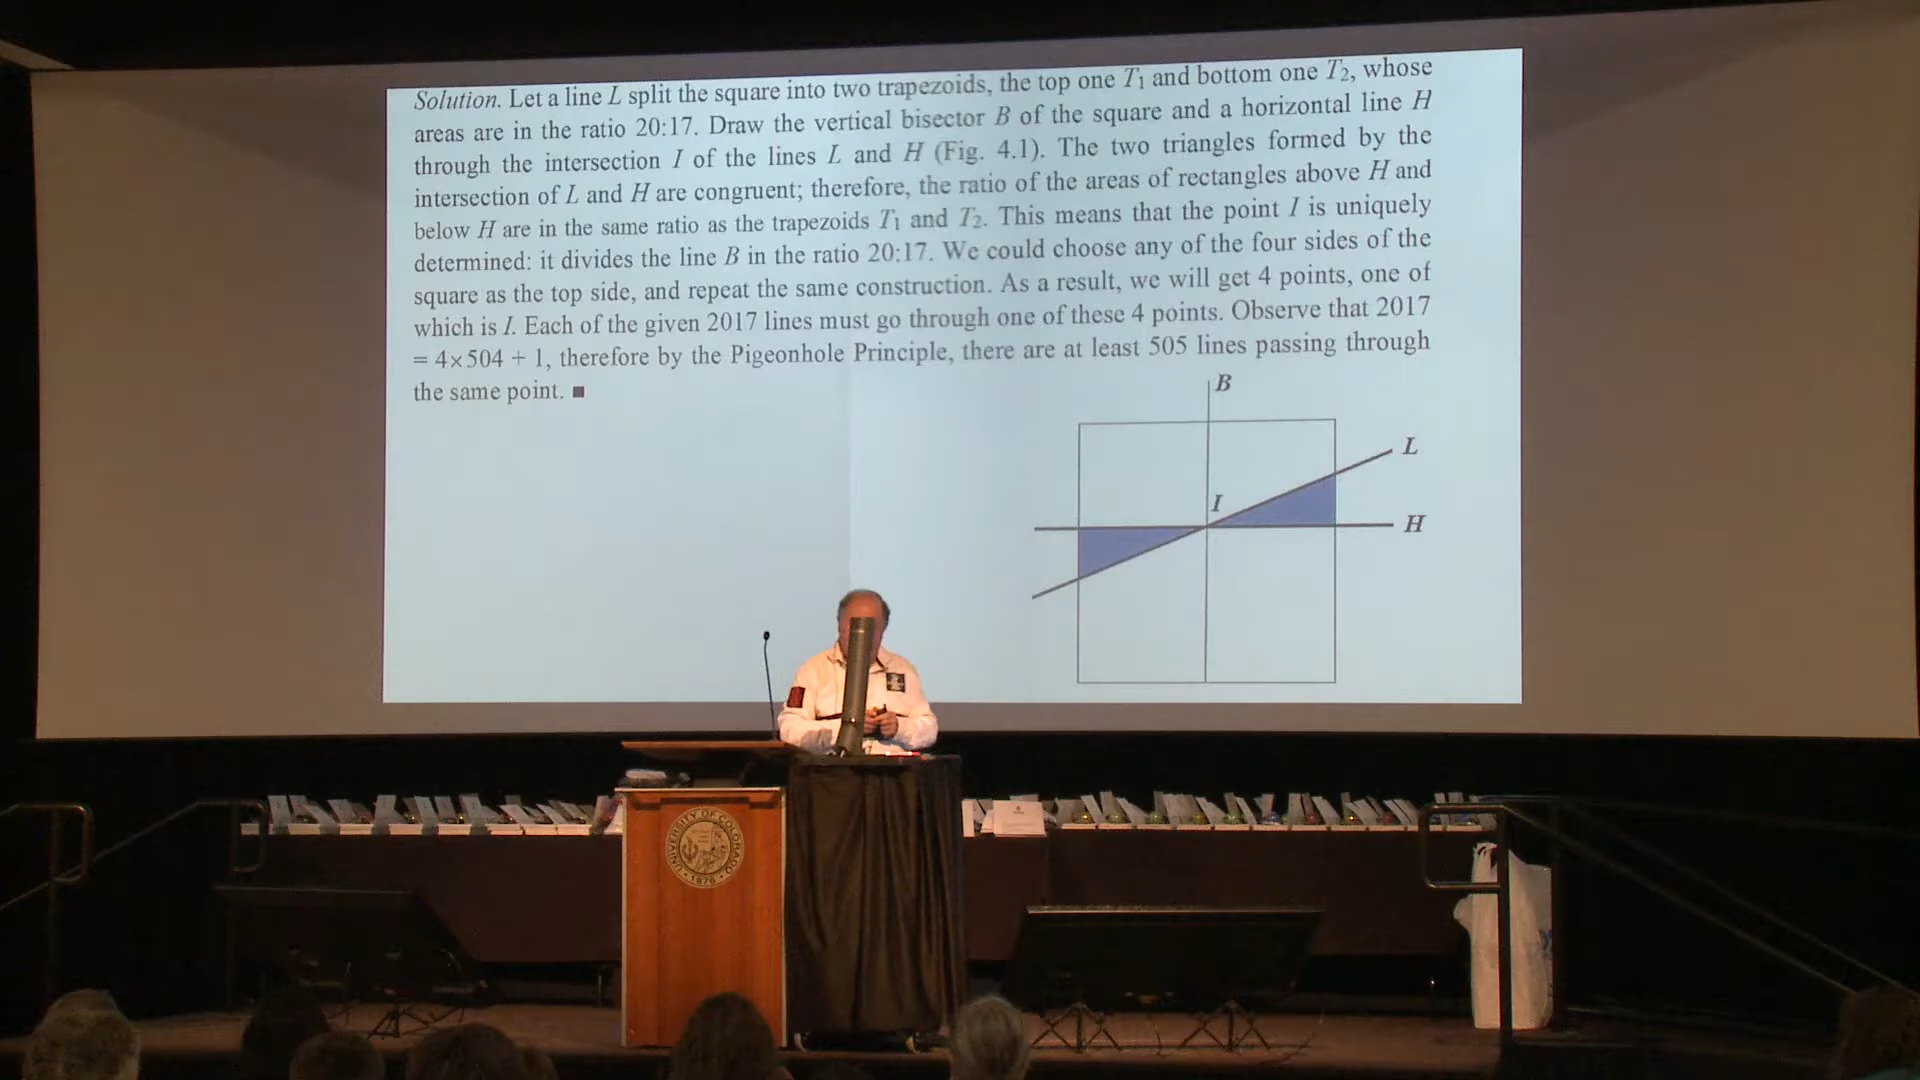 Solution. Let a line L split the square into two trapezoids, the top one T₁ and bottom one T₂, whose
areas are in the ratio 20:17. Draw the vertical bisector B of the square and a horizontal line H
through the intersection I of the lines L and H (Fig. 4.1). The two triangles formed by the
intersection of L and H are congruent; therefore, the ratio of the areas of rectangles above H and
below H are in the same ratio as the trapezoids T₁ and T₂. This means that the point I is uniquely
determined: it divides the line B in the ratio 20:17. We could choose any of the four sides of the
square as the top side, and repeat the same construction. As a result, we will get 4 points, one of
which is I. Each of the given 2017 lines must go through one of these 4 points. Observe that 2017
= 4×504 + 1, therefore by the Pigeonhole Principle, there are at least 505 lines passing through
the same point. ■
B
L
I
H
UNIVERSITY OF COLORADO
1876